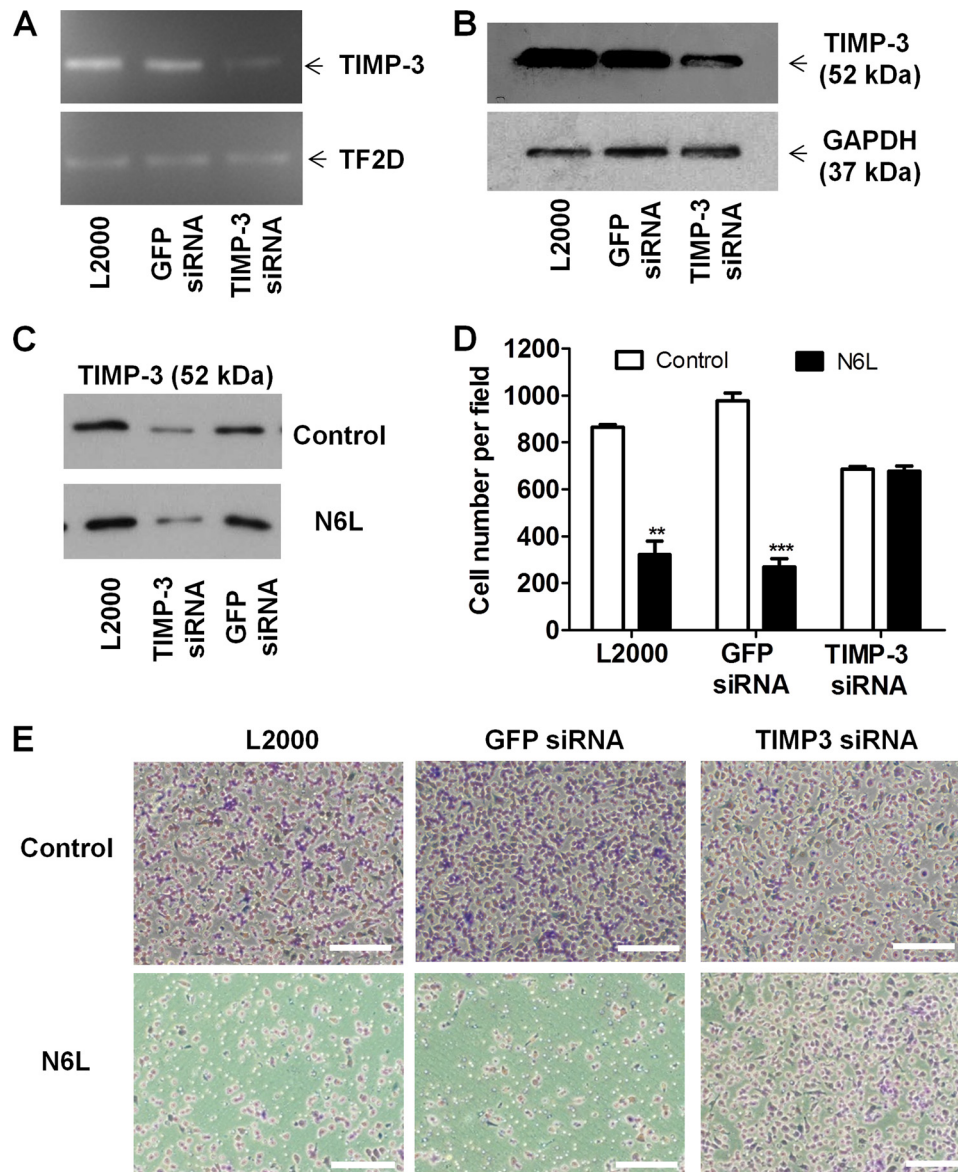 A
TIMP-3
TF2D
L2000
GFP
siRNA
TIMP-3
siRNA
B
TIMP-3
(52 kDa)
GAPDH
(37 kDa)
L2000
GFP
siRNA
TIMP-3
siRNA
C
TIMP-3 (52 kDa)
Control
N6L
L2000
TIMP-3
siRNA
GFP
siRNA
D
Cell number per field
1200
1000
800
600
400
200
0
Control
N6L
**
***
L2000
GFP
siRNA
TIMP-3
siRNA
E
L2000
GFP siRNA
TIMP3 siRNA
Control
N6L